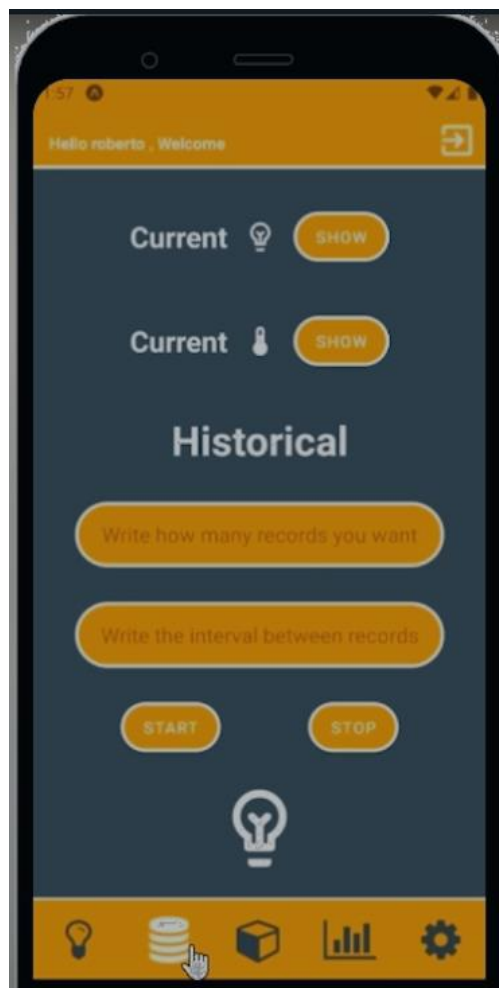 1:57
Hello roberto , Welcome
Current SHOW
Current SHOW
Historical
Write how many records you want
Write the interval between records
START STOP